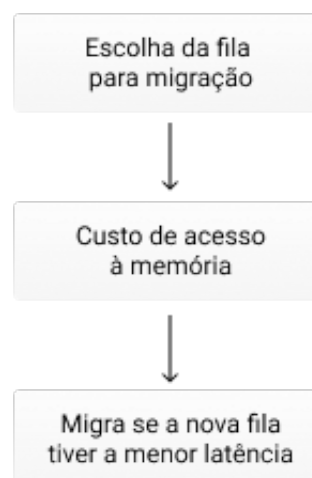 Escolha da fila
para migração
Custo de acesso
à memória
Migra se a nova fila
tiver a menor latência